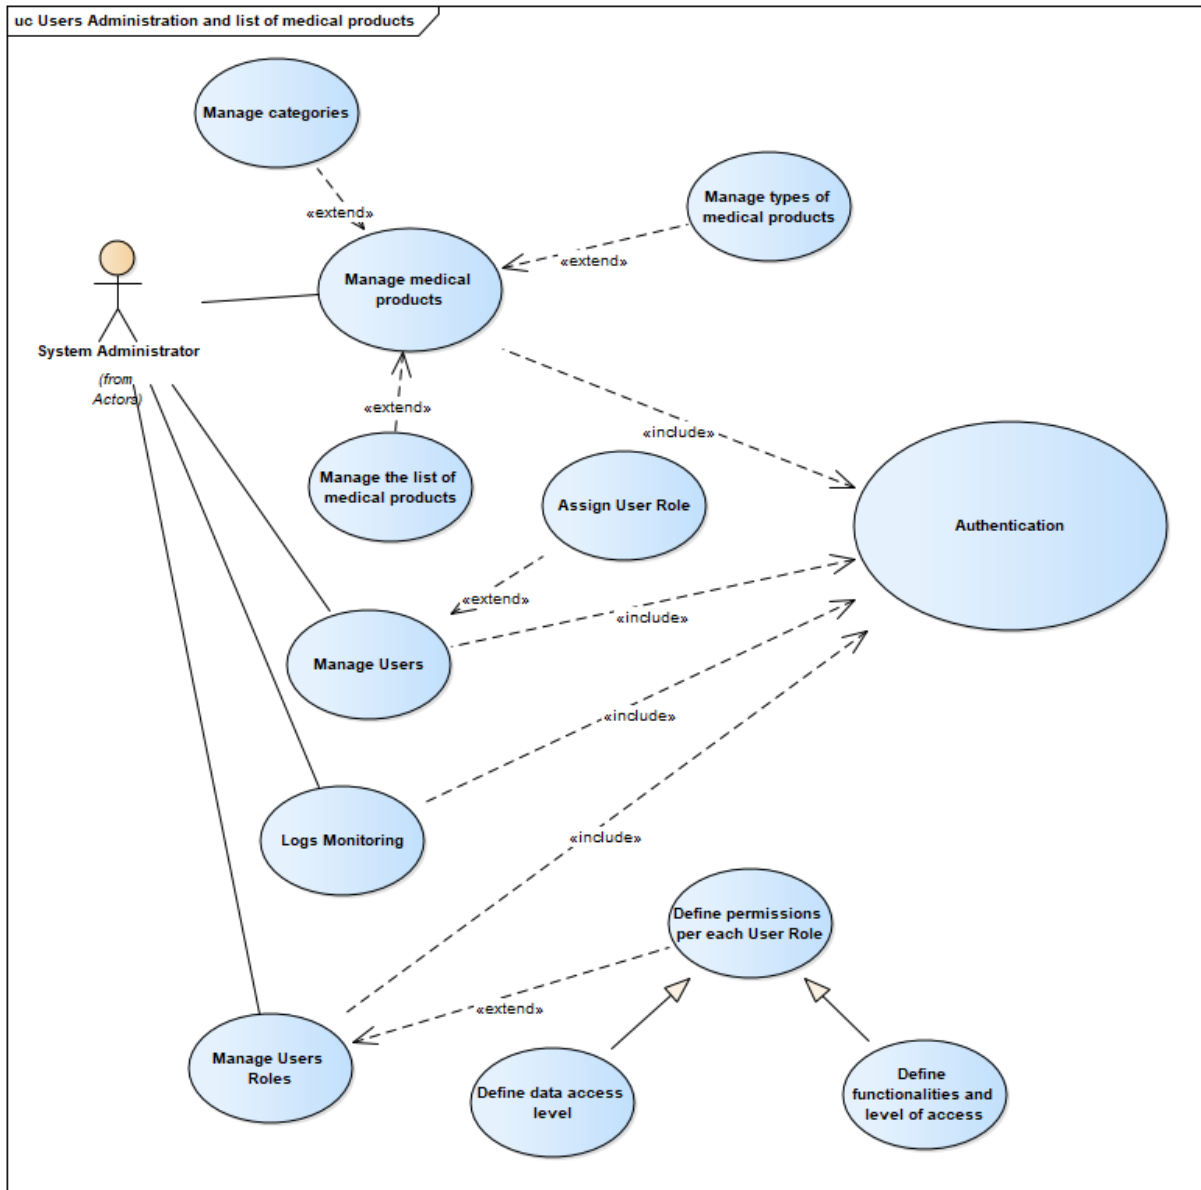 uc Users Administration and list of medical products
Manage categories
Manage types of
medical products
«extend»
«extend»
Manage medical
products
System Administrator
(from
Actors)
«extend»
«include»
Manage the list of
medical products
Assign User Role
Authentication
«extend»
«include»
Manage Users
«include»
Logs Monitoring
«include»
Define permissions
per each User Role
«extend»
Manage Users
Roles
Define data access
level
Define
functionalities and
level of access